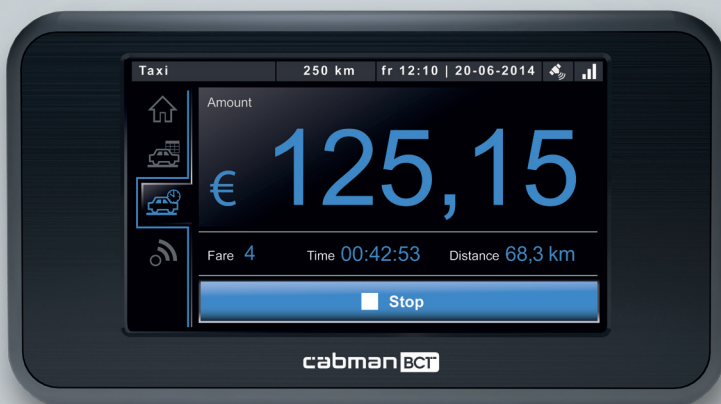 Taxi 250 km fr 12:10 | 20-06-2014
Amount
€ 125,15
Fare 4 Time 00:42:53 Distance 68,3 km
Stop
cabman BCT